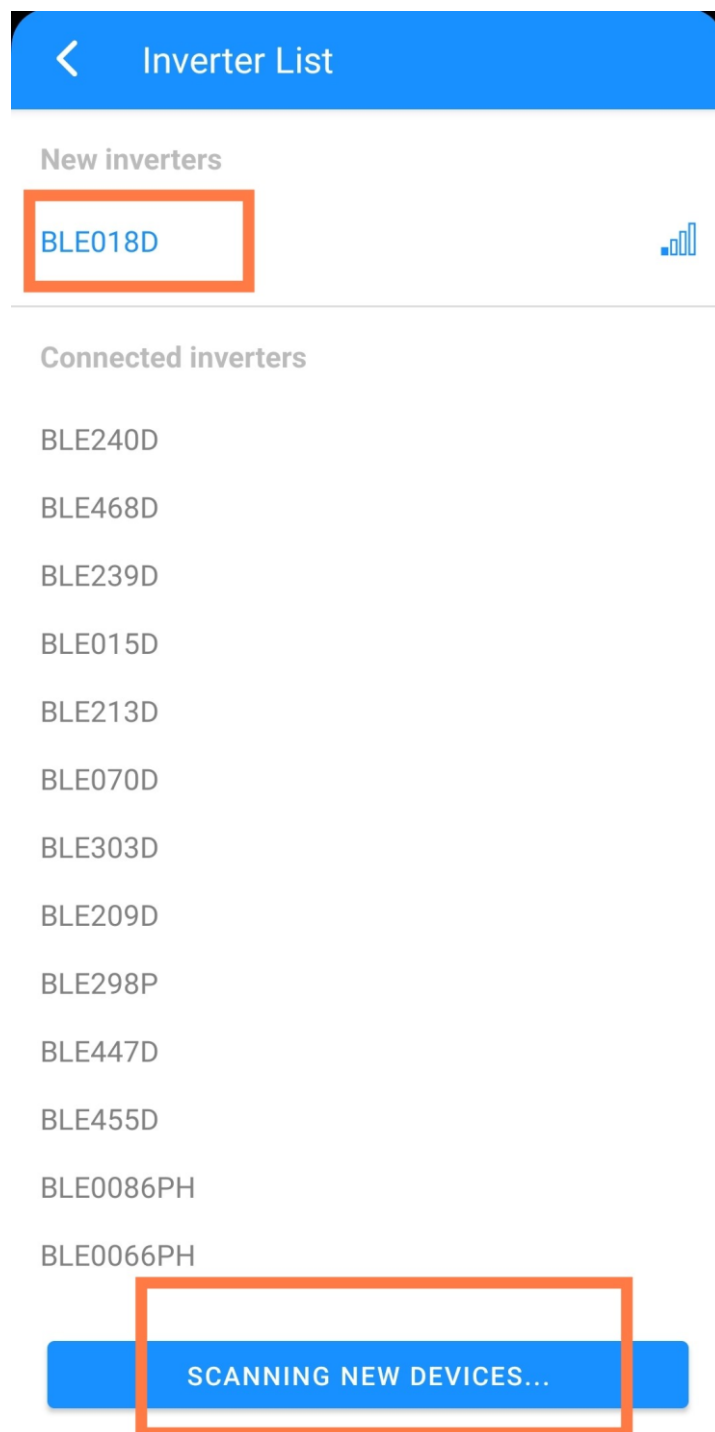 Inverter List
New inverters
BLE018D
Connected inverters
BLE240D
BLE468D
BLE239D
BLE015D
BLE213D
BLE070D
BLE303D
BLE209D
BLE298P
BLE447D
BLE455D
BLE0086PH
BLE0066PH
SCANNING NEW DEVICES...